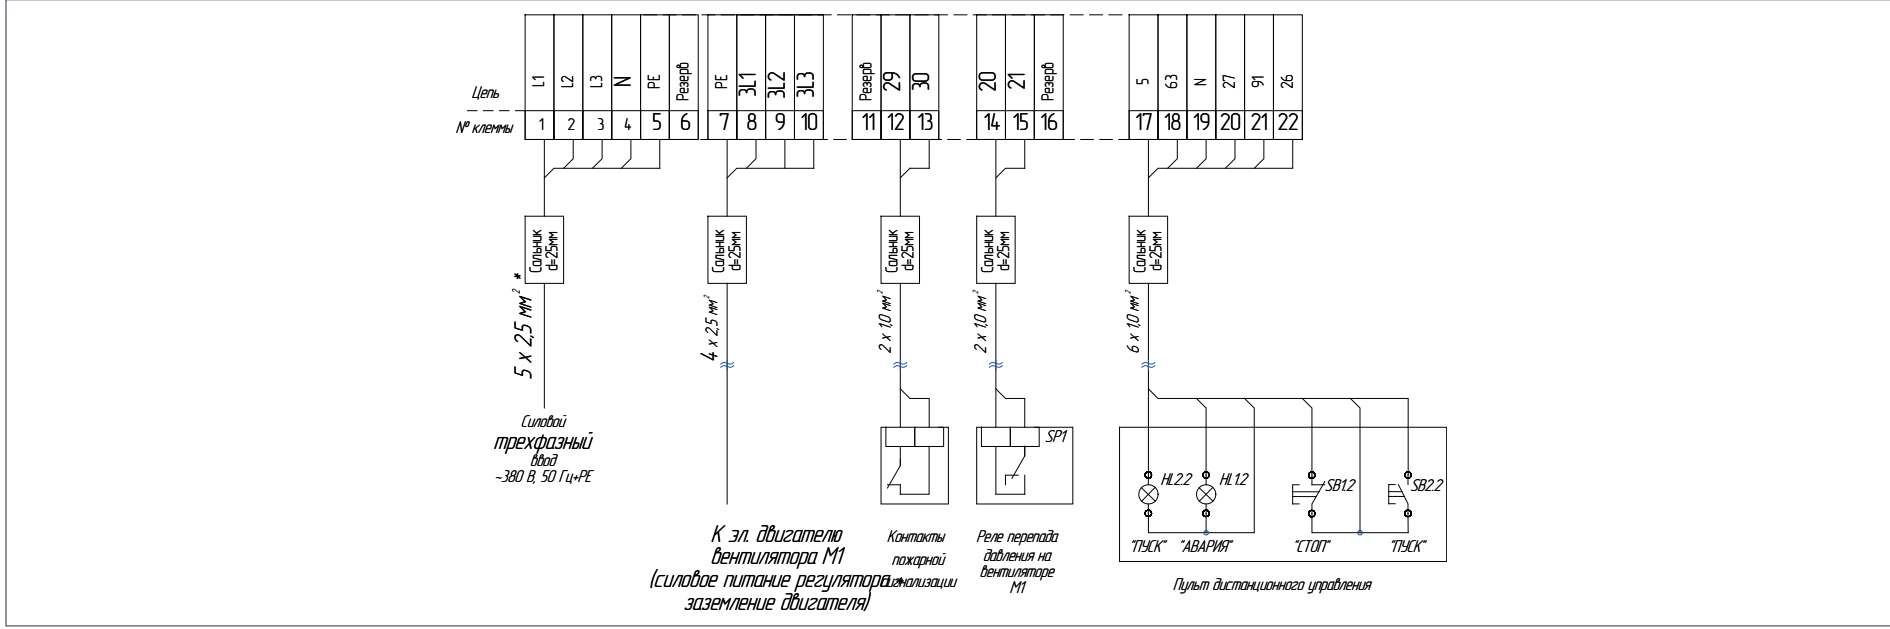 Цепь
L1
L2
L3
N
PE
Резерв
PE
3L1
3L2
3L3
Резерв
29
30
20
21
Резерв
5
63
N
27
91
26
№ клеммы
1
2
3
4
5
6
7
8
9
10
11
12
13
14
15
16
17
18
19
20
21
22
Сальник
d=25мм
Сальник
d=25мм
Сальник
d=25мм
Сальник
d=25мм
Сальник
d=25мм
5 х 2,5 мм² *
4 х 2,5 мм²
2 х 1,0 мм²
2 х 1,0 мм²
6 х 1,0 мм²
Силовой
трехфазный
ввод
~380 В, 50 Гц+PE
К эл. двигателю
вентилятора М1
(силовое питание регулятора+
заземление двигателя)
Контакты
пожарной
сигнализации
SP1
Реле перепада
давления на
вентиляторе
М1
HL2.2
HL1.2
SB1.2
SB2.2
"ПУСК"
"АВАРИЯ"
"СТОП"
"ПУСК"
Пульт дистанционного управления